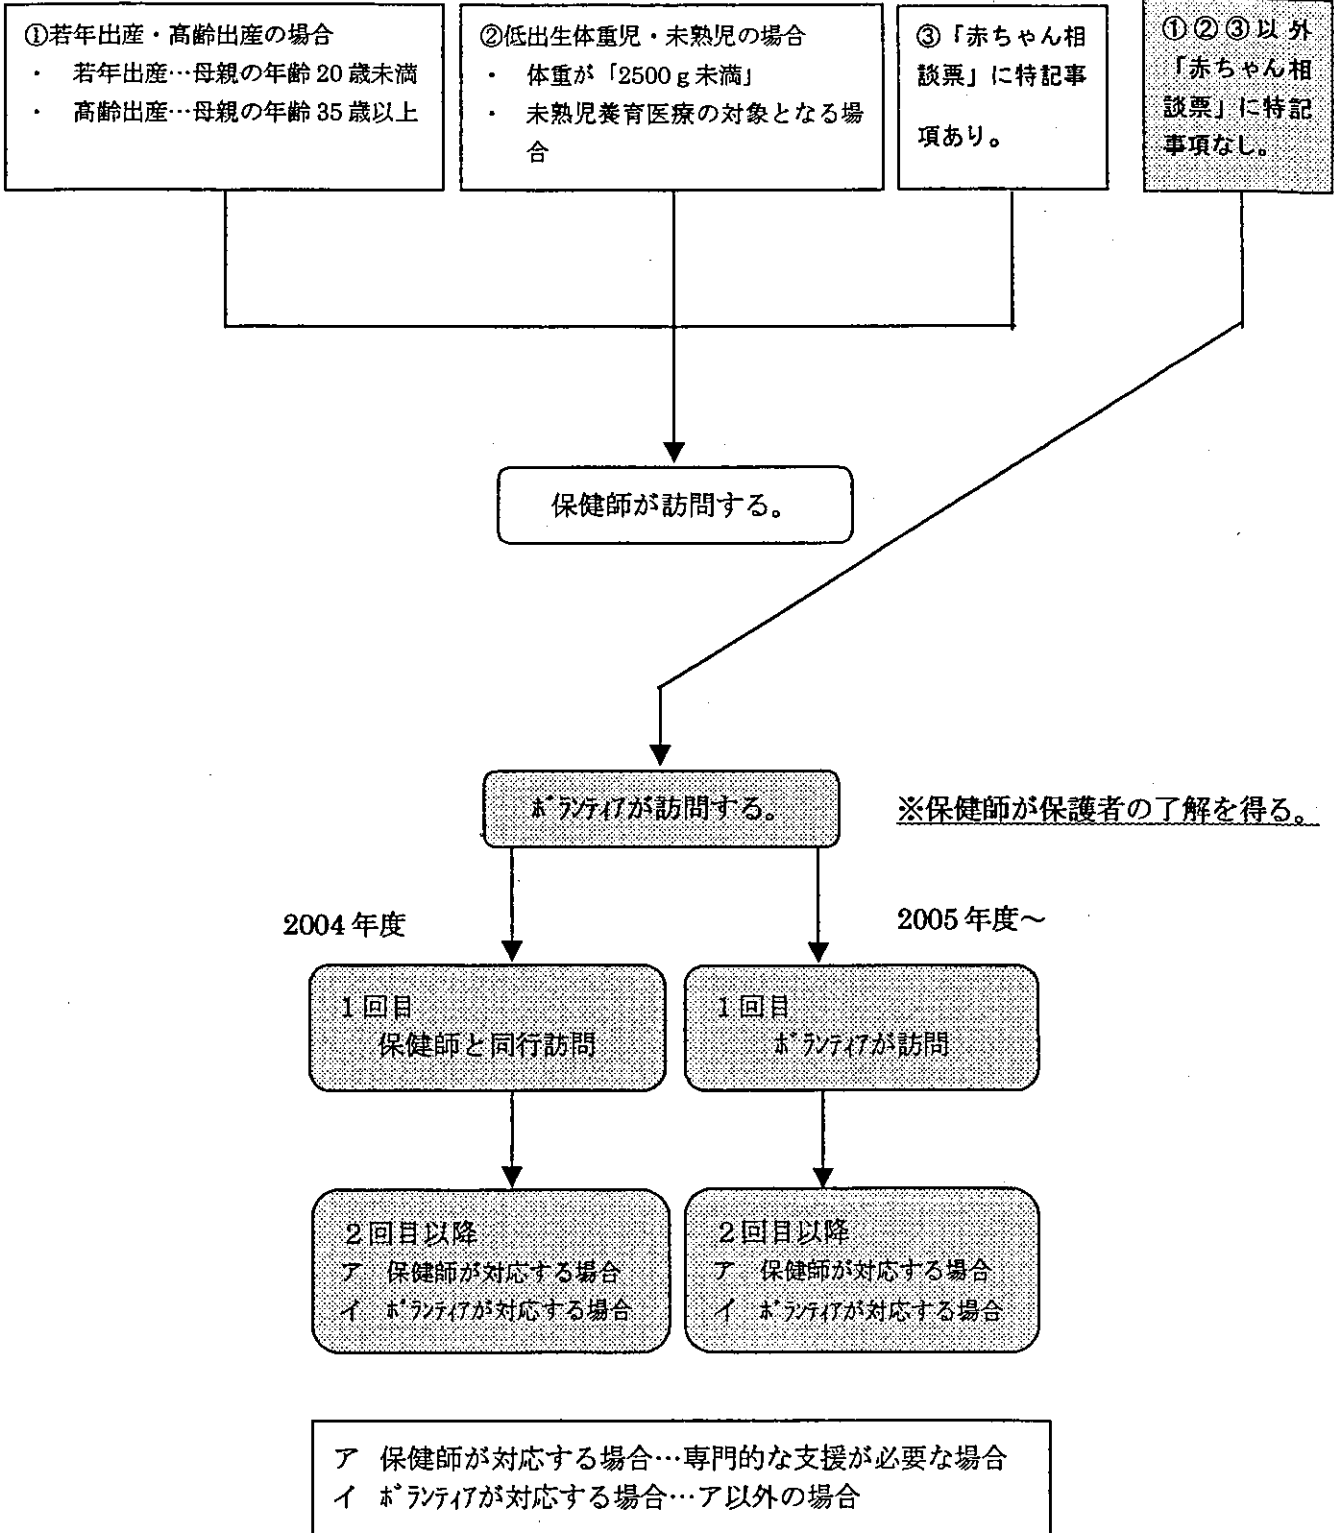 ①若年出産・高齢出産の場合
・ 若年出産…母親の年齢20歳未満
・ 高齢出産…母親の年齢35歳以上
②低出生体重児・未熟児の場合
・ 体重が「2500g未満」
・ 未熟児養育医療の対象となる場
合
③「赤ちゃん相
談票」に特記事
項あり。
①②③以外
「赤ちゃん相
談票」に特記
事項なし。
保健師が訪問する。
ﾎﾞﾗﾝﾃｨｱが訪問する。
※保健師が保護者の了解を得る。
2004年度
2005年度～
1回目
保健師と同行訪問
1回目
ﾎﾞﾗﾝﾃｨｱが訪問
2回目以降
ア 保健師が対応する場合
イ ﾎﾞﾗﾝﾃｨｱが対応する場合
2回目以降
ア 保健師が対応する場合
イ ﾎﾞﾗﾝﾃｨｱが対応する場合
ア 保健師が対応する場合…専門的な支援が必要な場合
イ ﾎﾞﾗﾝﾃｨｱが対応する場合…ア以外の場合